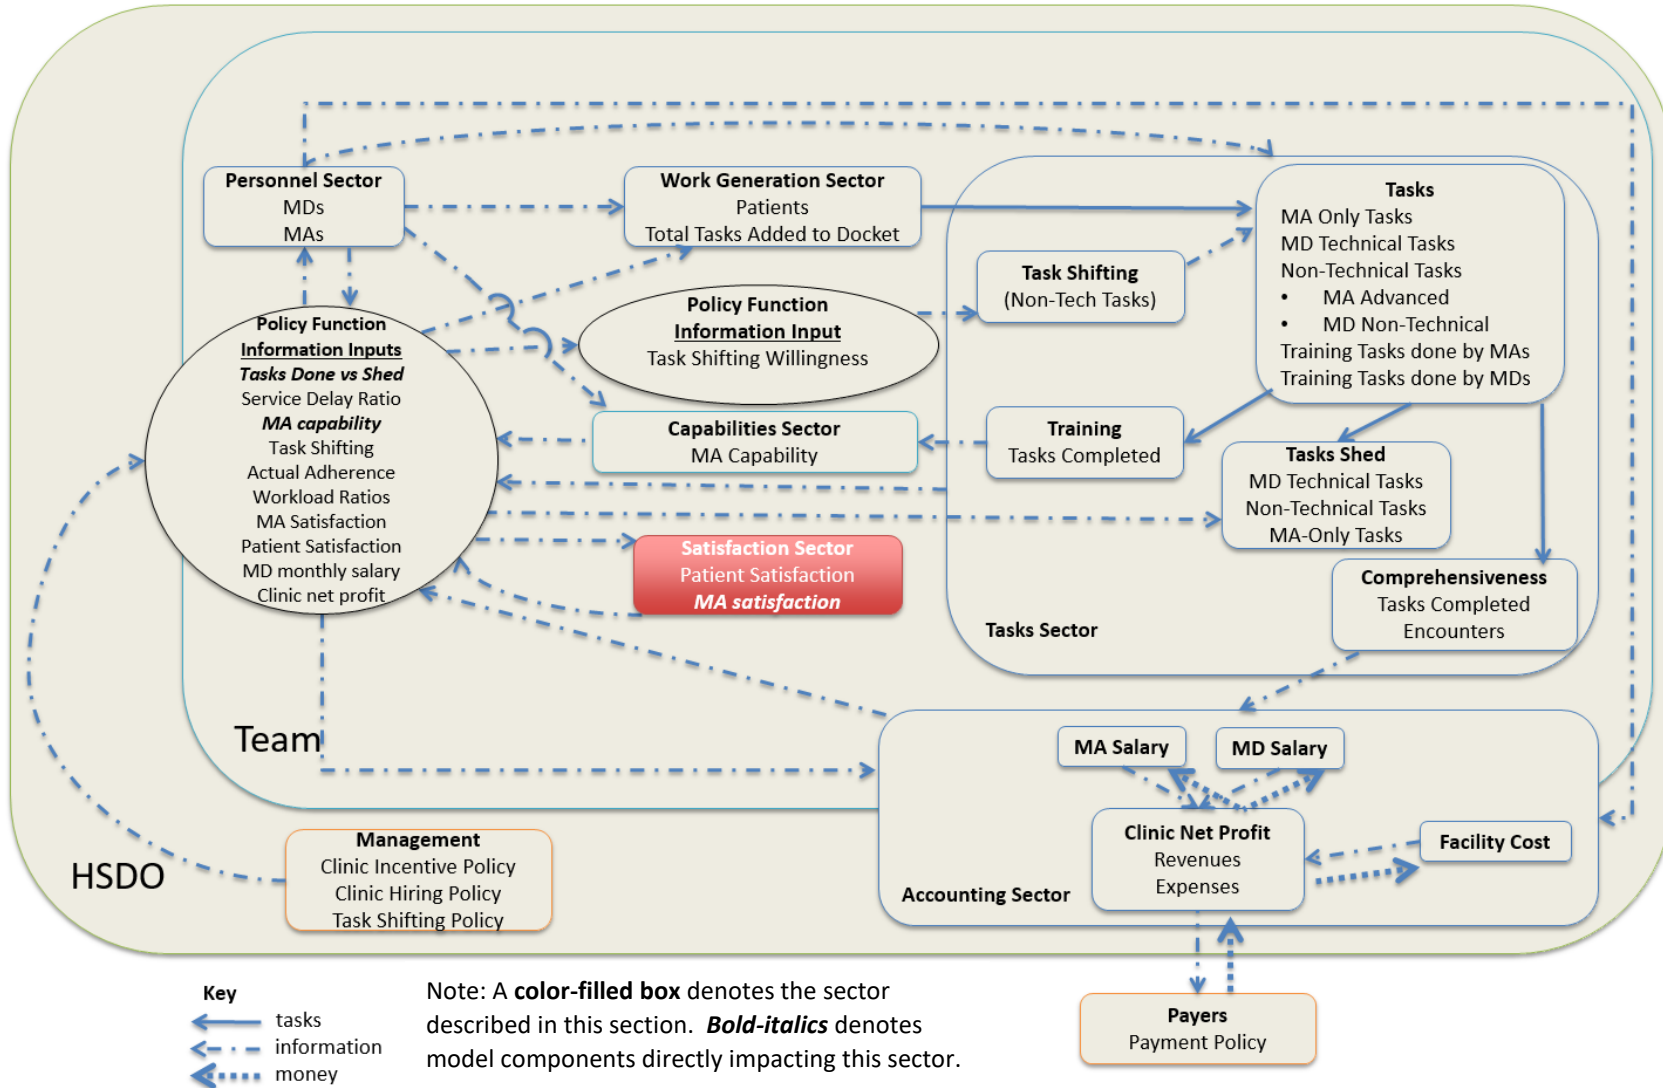 Personnel Sector
MDs
MAs
Work Generation Sector
Patients
Total Tasks Added to Docket
Tasks
MA Only Tasks
MD Technical Tasks
Non-Technical Tasks
• MA Advanced
• MD Non-Technical
Training Tasks done by MAs
Training Tasks done by MDs
Task Shifting
(Non-Tech Tasks)
Policy Function
Information Input
Task Shifting Willingness
Policy Function
Information Inputs
Tasks Done vs Shed
Service Delay Ratio
MA capability
Task Shifting
Actual Adherence
Workload Ratios
MA Satisfaction
Patient Satisfaction
MD monthly salary
Clinic net profit
Capabilities Sector
MA Capability
Training
Tasks Completed
Tasks Shed
MD Technical Tasks
Non-Technical Tasks
MA-Only Tasks
Satisfaction Sector
Patient Satisfaction
MA satisfaction
Comprehensiveness
Tasks Completed
Encounters
Tasks Sector
Team
MA Salary
MD Salary
Clinic Net Profit
Revenues
Expenses
Facility Cost
Accounting Sector
Management
Clinic Incentive Policy
Clinic Hiring Policy
Task Shifting Policy
HSDO
Payers
Payment Policy
Key
tasks
information
money
Note: A color-filled box denotes the sector
described in this section. Bold-italics denotes
model components directly impacting this sector.